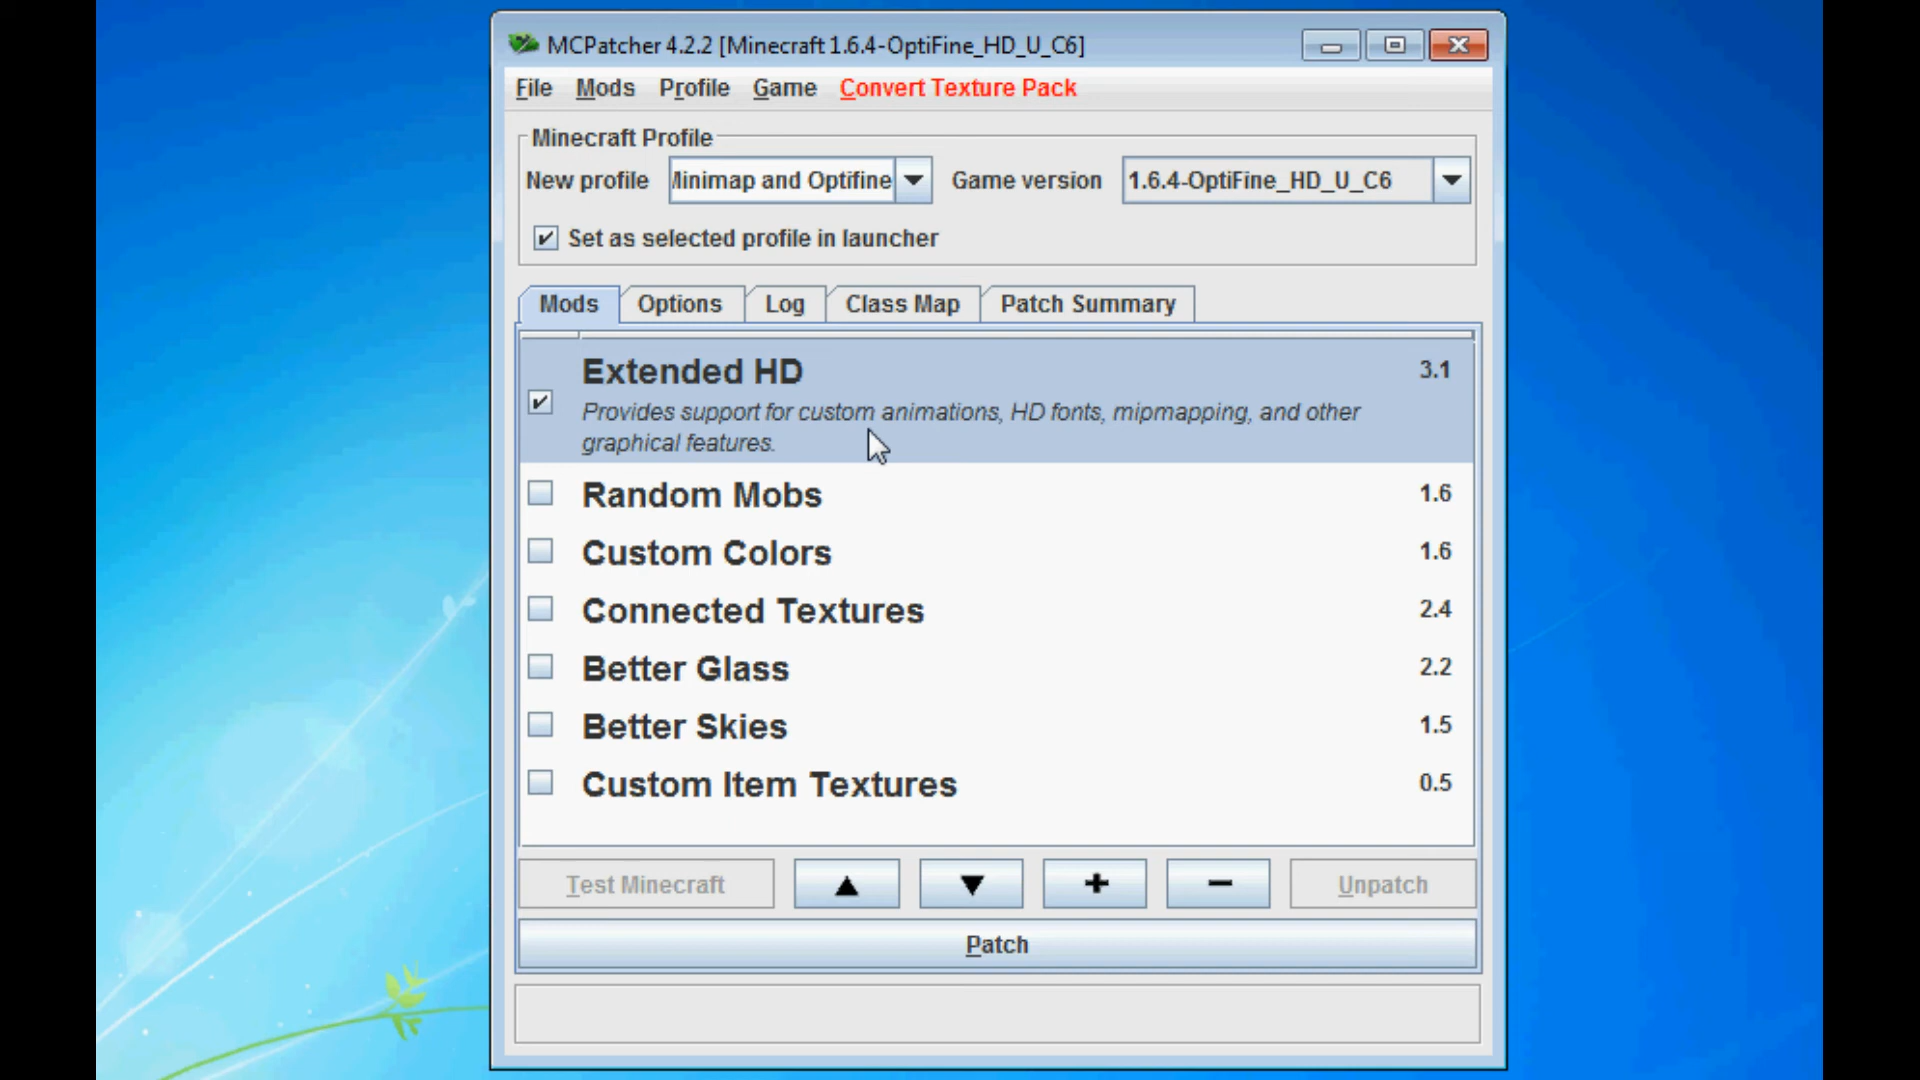 MCPatcher 4.2.2 [Minecraft 1.6.4-OptiFine_HD_U_C6]
File Mods Profile Game Convert Texture Pack
Minecraft Profile
New profile Minimap and Optifine Game version 1.6.4-OptiFine_HD_U_C6
Set as selected profile in launcher
Mods Options Log Class Map Patch Summary
Extended HD 3.1
Provides support for custom animations, HD fonts, mipmapping, and other
graphical features.
Random Mobs 1.6
Custom Colors 1.6
Connected Textures 2.4
Better Glass 2.2
Better Skies 1.5
Custom Item Textures 0.5
Test Minecraft + − Unpatch
Patch